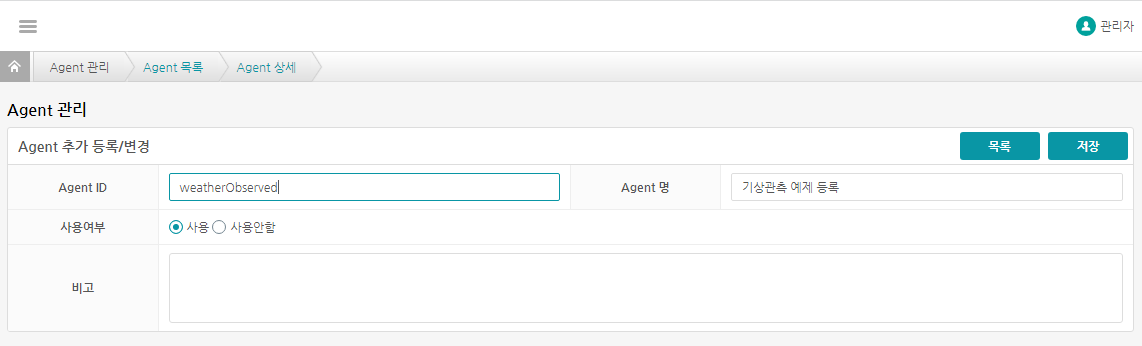 관리자
Agent 관리 Agent 목록 Agent 상세
Agent 관리
Agent 추가 등록/변경 목록 저장
Agent ID weatherObserved Agent 명 기상관측 예제 등록
사용여부 사용 사용안함
비고